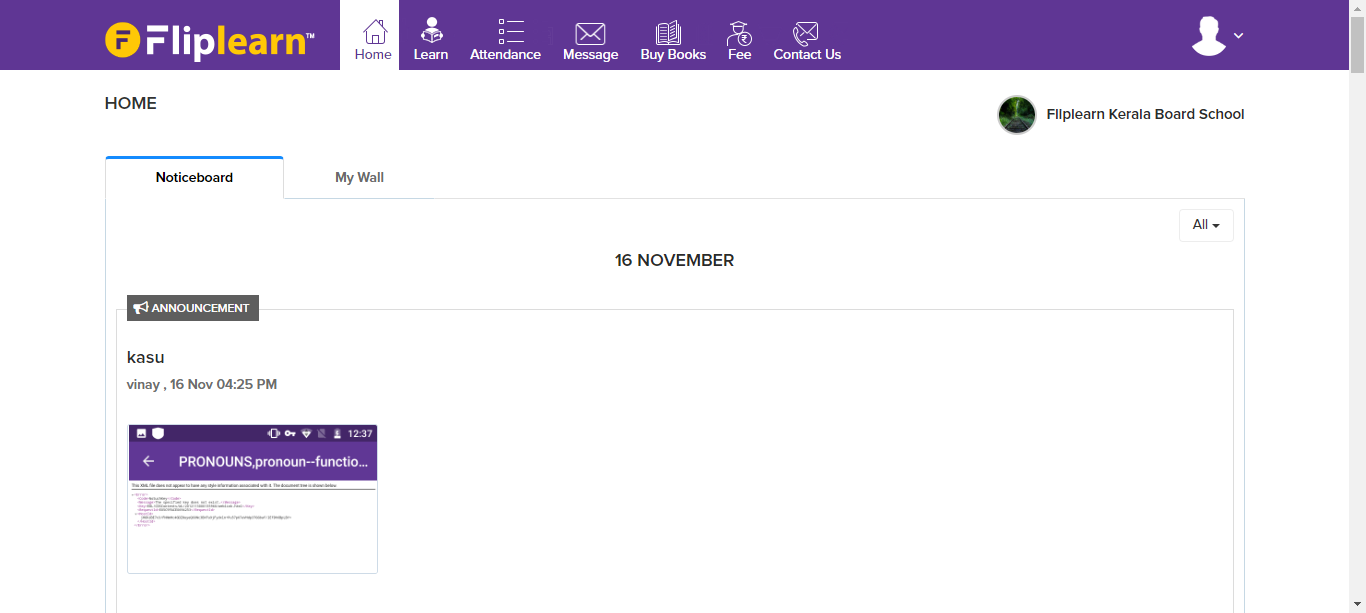 Fliplearn™
Home
Learn
Attendance
Message
Buy Books
Fee
Contact Us
HOME
Fliplearn Kerala Board School
Noticeboard
My Wall
All
16 NOVEMBER
ANNOUNCEMENT
kasu
vinay , 16 Nov 04:25 PM
12:37
PRONOUNS,pronoun--functio...
This XML file does not appear to have any style information associated with it. The document tree is shown below.